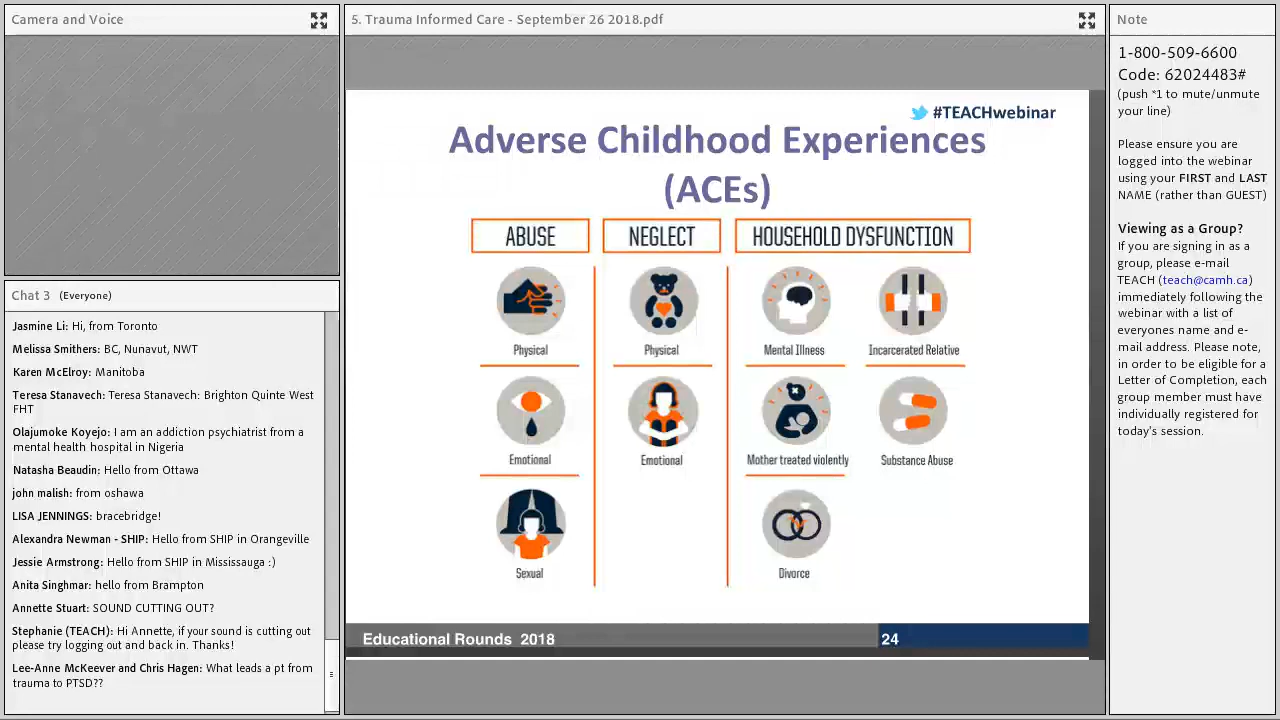 Camera and Voice
5. Trauma Informed Care - September 26 2018.pdf
Note
Chat 3 (Everyone)
Jasmine Li: Hi, from Toronto
Melissa Smithers: BC, Nunavut, NWT
Karen McElroy: Manitoba
Teresa Stanavech: Teresa Stanavech: Brighton Quinte West
FHT
Olajumoke Koyejo: I am an addiction psychiatrist from a
mental health hospital in Nigeria
Natasha Beaudin: Hello from Ottawa
john malish: from oshawa
LISA JENNINGS: bracebridge!
Alexandra Newman - SHIP: Hello from SHIP in Orangeville
Jessie Armstrong: Hello from SHIP in Mississauga :)
Anita Singhman: Hello from Brampton
Annette Stuart: SOUND CUTTING OUT?
Stephanie (TEACH): Hi Annette, if your sound is cutting out
please try logging out and back in. Thanks!
Lee-Anne McKeever and Chris Hagen: What leads a pt from
trauma to PTSD??
#TEACHwebinar
Adverse Childhood Experiences
(ACEs)
ABUSE
NEGLECT
HOUSEHOLD DYSFUNCTION
Physical
Physical
Mental Illness
Incarcerated Relative
Emotional
Emotional
Mother treated violently
Substance Abuse
Sexual
Divorce
Educational Rounds 2018
24
1-800-509-6600
Code: 62024483#
(push *1 to mute/unmute
your line)
Please ensure you are
logged into the webinar
using your FIRST and LAST
NAME (rather than GUEST)
Viewing as a Group?
If you are signing in as a
group, please e-mail
TEACH (teach@camh.ca)
immediately following the
webinar with a list of
everyones name and e-
mail address. Please note,
in order to be eligible for a
Letter of Completion, each
group member must have
individually registered for
today's session.